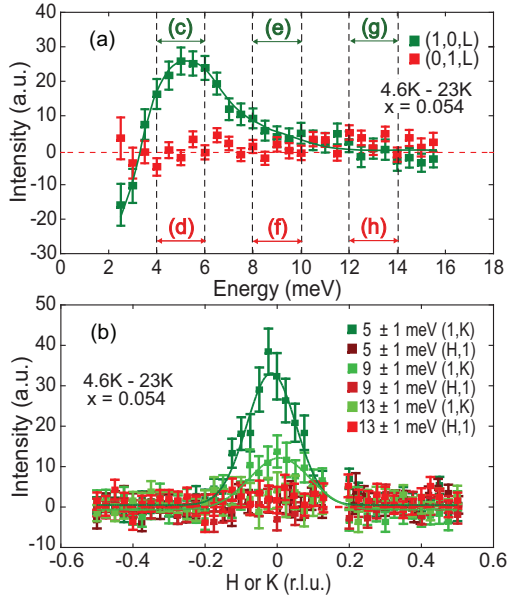 (a)
(c)
(e)
(g)
(1,0,L)
(0,1,L)
4.6K - 23K
x = 0.054
40
30
20
10
0
-10
-20
-30
Intensity (a.u.)
(d)
(f)
(h)
0
2
4
6
8
10
12
14
16
18
Energy (meV)
(b)
4.6K - 23K
x = 0.054
5 ± 1 meV (1,K)
5 ± 1 meV (H,1)
9 ± 1 meV (1,K)
9 ± 1 meV (H,1)
13 ± 1 meV (1,K)
13 ± 1 meV (H,1)
50
40
30
20
10
0
-10
Intensity (a.u.)
-0.6
-0.4
-0.2
0
0.2
0.4
0.6
H or K (r.l.u.)